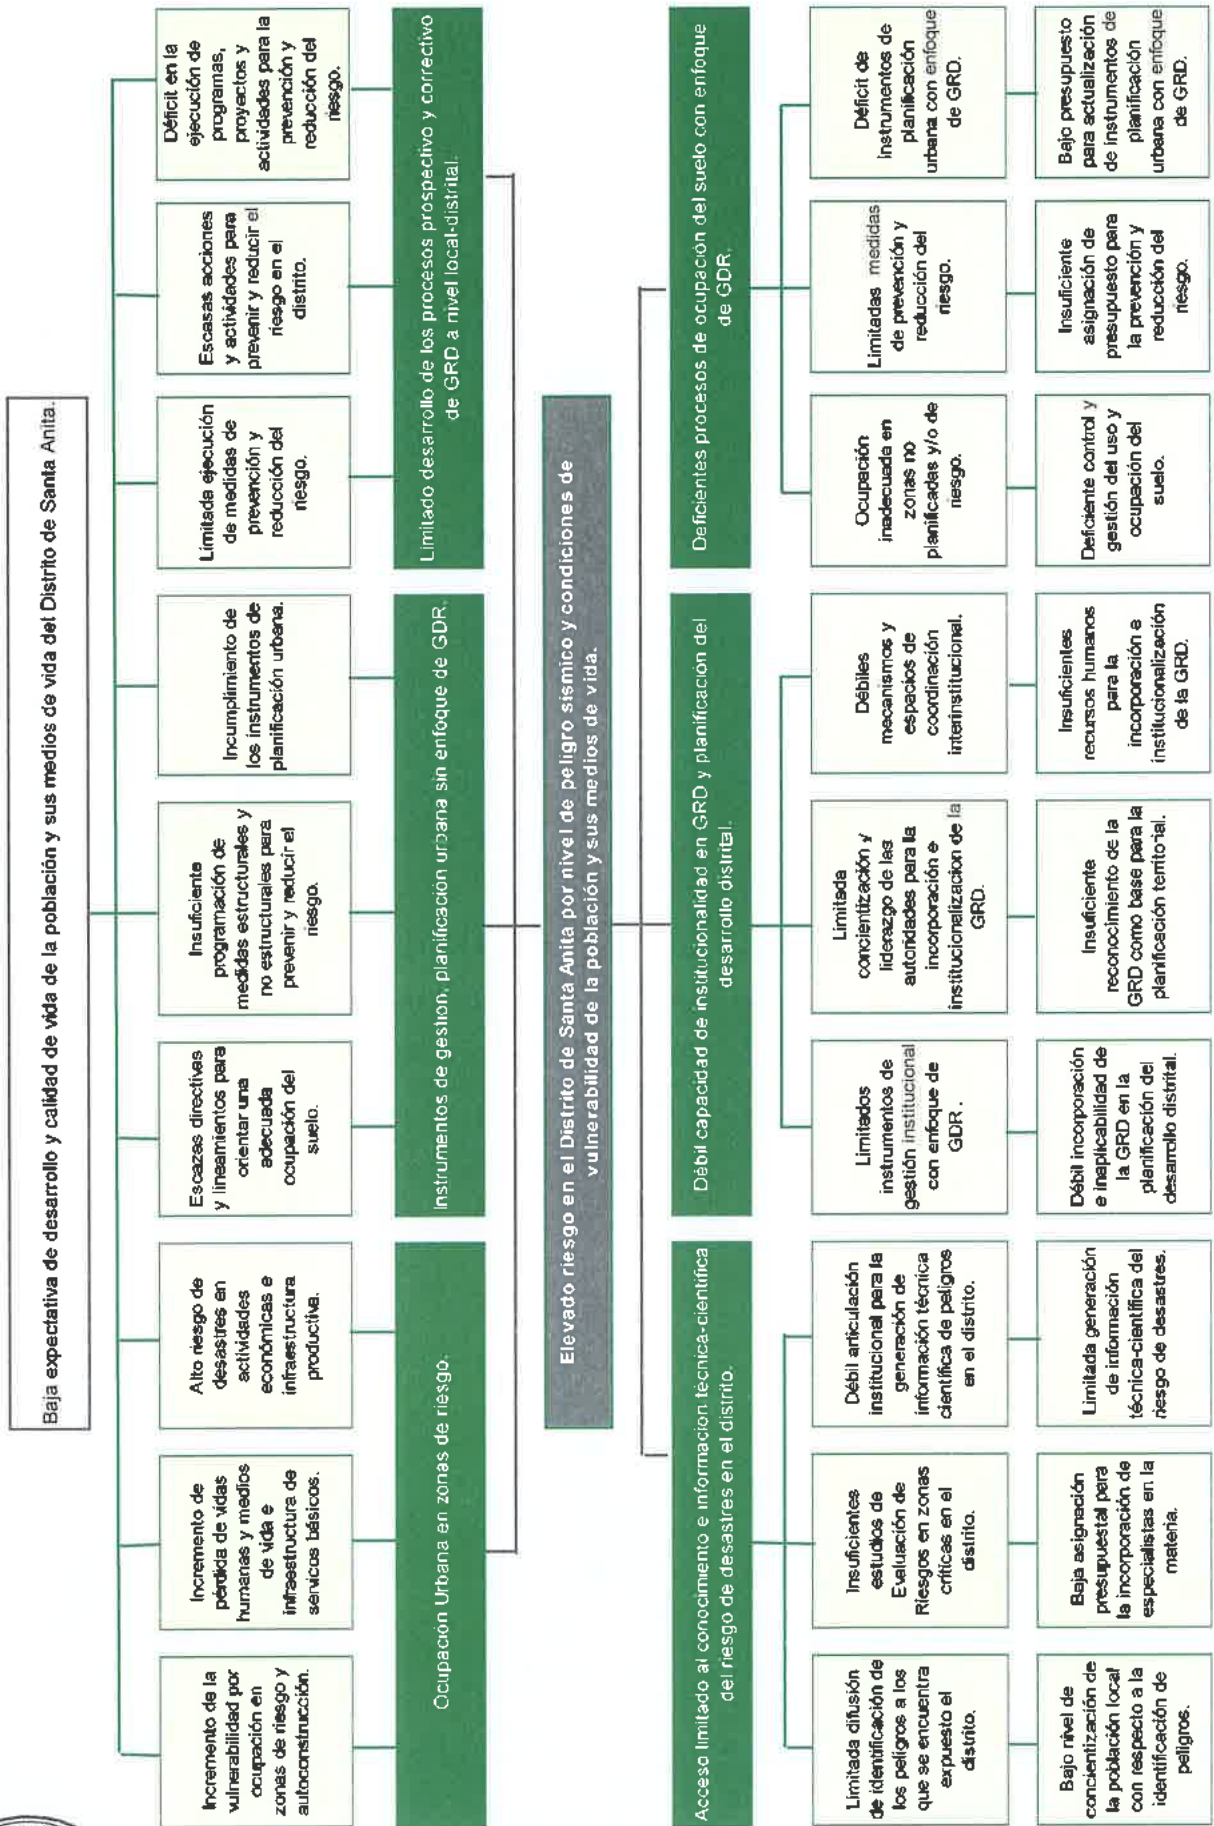 Baja expectativa de desarrollo y calidad de vida de la población y sus medios de vida del Distrito de Santa Anita.
Incremento de la
vulnerabilidad por
ocupación en
zonas de riesgo y
autoconstrucción.
Incremento de
pérdida de vidas
humanas y medios
de vida e
infraestructura de
servicos básicos.
Alto riesgo de
desastres en
actividades
económicas e
infraestructura
productiva.
Escazas directivas
y lineamientos para
orientar una
adecuada
ocupación del
suelo.
Insuficiente
programación de
medidas estructurales y
no estructurales para
prevenir y reducir el
riesgo.
Incumplimiento de
los instrumentos de
planificación urbana.
Limitada ejecución
de medidas de
prevención y
reducción del
riesgo.
Escasas acciones
y actividades para
prevenir y reducir el
riesgo en el
distrito.
Déficit en la
ejecución de
programas,
proyectos y
actividades para la
prevención y
reducción del
riesgo.
Ocupación Urbana en zonas de riesgo.
Instrumentos de gestion, planificación urbana sin enfoque de GDR.
Limitado desarrollo de los procesos prospectivo y correctivo
de GRD a nivel local-distrital.
Elevado riesgo en el Distrito de Santa Anita por nivel de peligro sísmico y condiciones de
vulnerabilidad de la población y sus medios de vida.
Acceso limitado al conocimiento e informacion técnica-científica
del riesgo de desastres en el distrito.
Débil capacidad de institucionalidad en GRD y planificación del
desarrollo distrital.
Deficientes procesos de ocupación del suelo con enfoque
de GDR.
Limitada difusión
de identificación de
los peligros a los
que se encuentra
expuesto el
distrito.
Insuficientes
estudios de
Evaluación de
Riesgos en zonas
críticas en el
distrito.
Débil articulación
institucional para la
generación de
información técnica
científica de peligros
en el distrito.
Limitados
instrumentos de
gestión institucional
con enfoque de
GDR .
Limitada
concientización y
liderazgo de las
autoridades para la
incorporación e
institucionalizacion de la
GRD.
Débiles
mecanismos y
espacios de
coordinación
interinstitucional.
Ocupación
inadecuada en
zonas no
planificadas y/o de
riesgo.
Limitadas medidas
de prevención y
reducción del
riesgo.
Déficit de
Instrumentos de
planificación
urbana con enfoque
de GRD.
Bajo nivel de
concientización de
la población local
con respecto a la
identificación de
peligros.
Baja asignación
presupuestal para
la incorporación de
especialistas en la
materia.
Limitada generación
de información
técnica-científica del
riesgo de desastres.
Débil incorporación
e inaplicabilidad de
la GRD en la
planificación del
desarrollo distrital.
Insuficiente
reconocimiento de la
GRD como base para la
planificación territorial.
Insuficientes
recursos humanos
para la
incorporación e
institucionalización
de la GRD.
Deficiente control y
gestión del uso y
ocupación del
suelo.
Insuficiente
asignación de
presupuesto para
la prevención y
reducción del
riesgo.
Bajo presupuesto
para actualización
de instrumentos de
planificación
urbana con enfoque
de GRD.